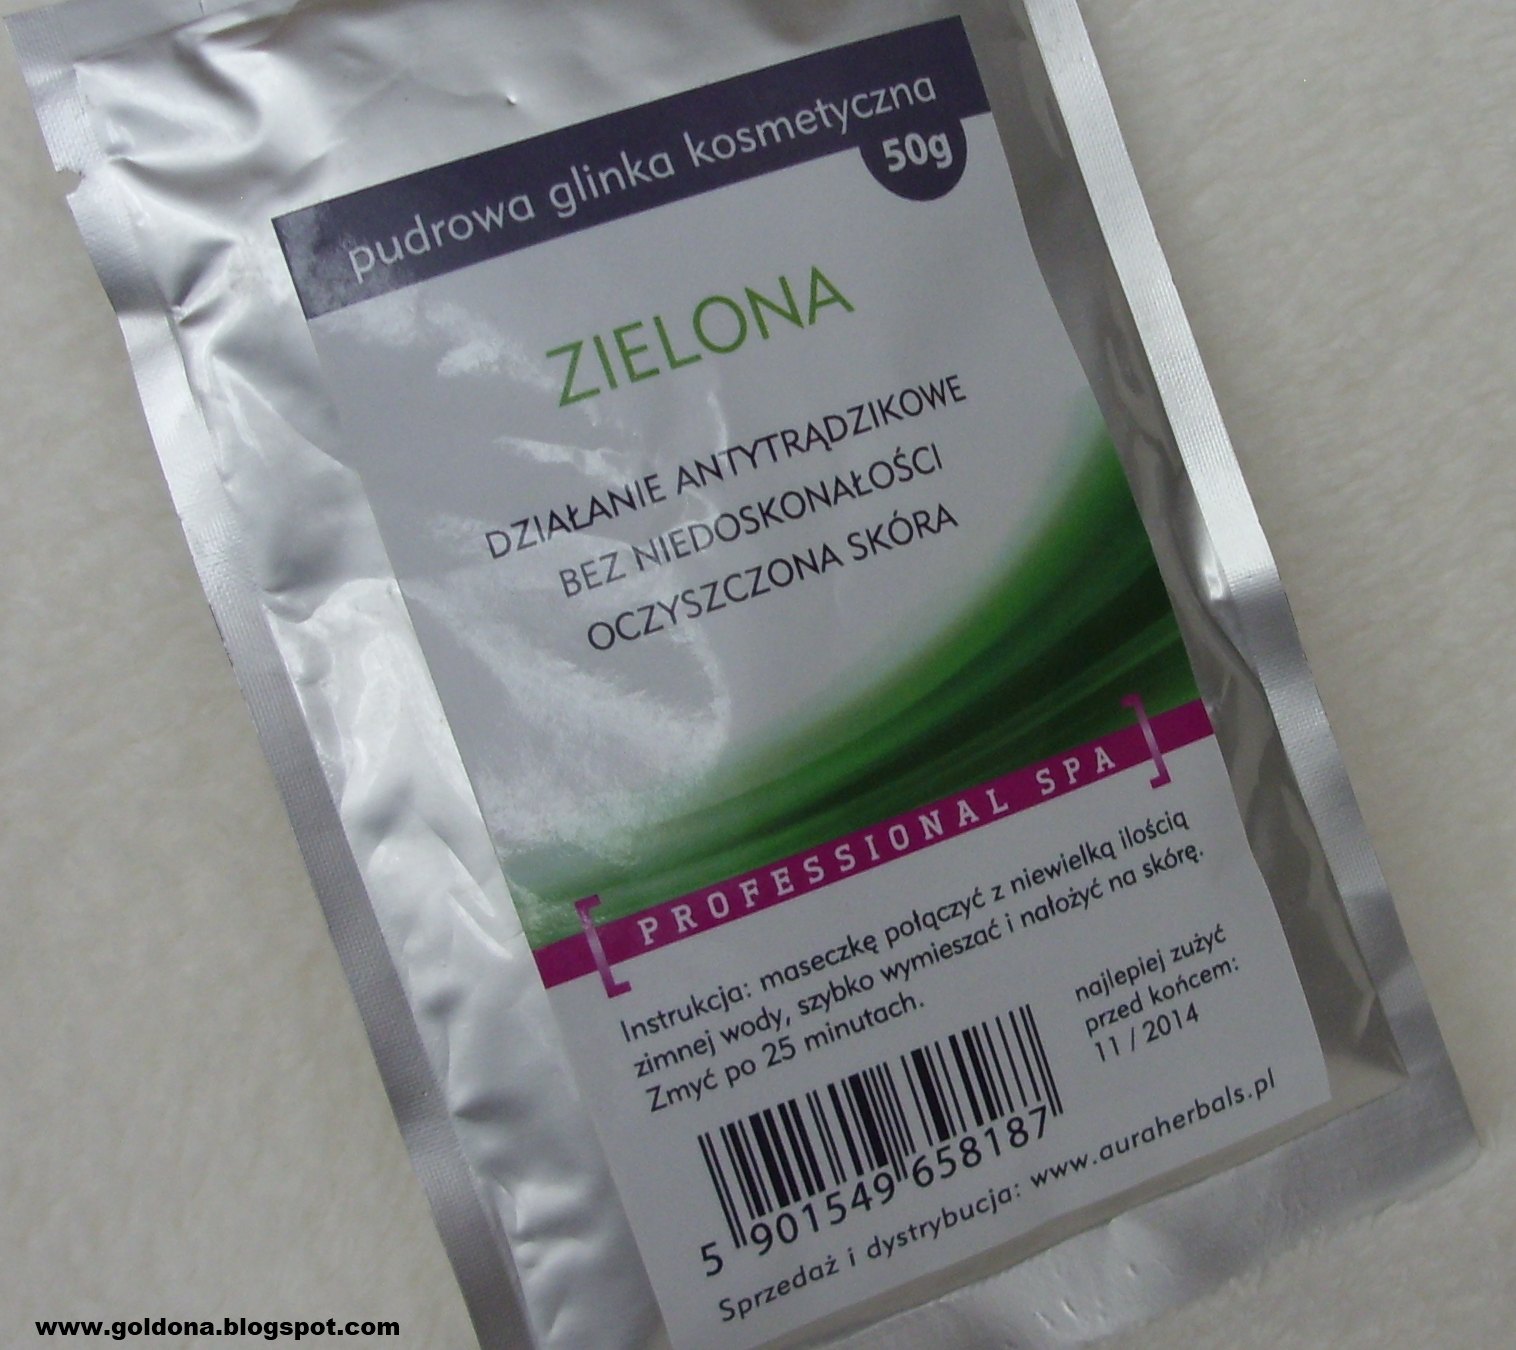 pudrowa glinka kosmetyczna
50g
ZIELONA
DZIAŁANIE ANTYTRĄDZIKOWE
BEZ NIEDOSKONAŁOŚCI
OCZYSZCZONA SKÓRA
[PROFESSIONAL SPA]
Instrukcja: maseczkę połączyć z niewielką ilością
zimnej wody, szybko wymieszać i nałożyć na skórę.
Zmyć po 25 minutach.
najlepiej zużyć
przed końcem:
11 / 2014
5 901549 658187
Sprzedaż i dystrybucja: www.auraherbals.pl
www.goldona.blogspot.com